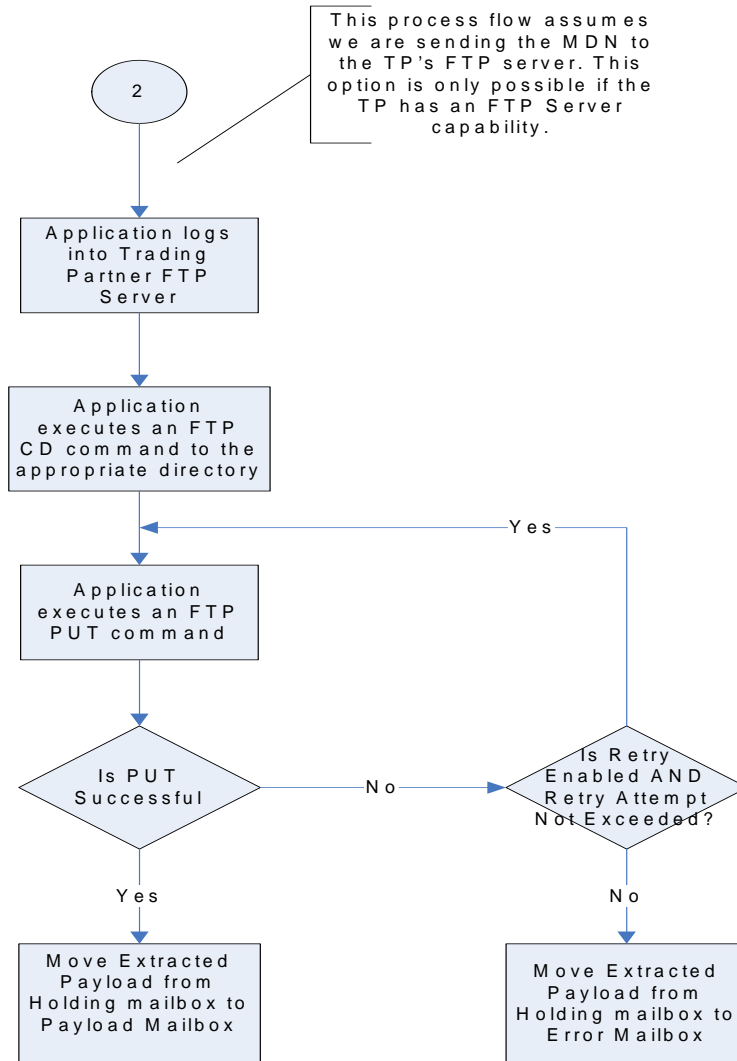 This process flow assumes
we are sending the MDN to
the TP's FTP server. This
option is only possible if the
TP has an FTP Server
capability.
2
Application logs
into Trading
Partner FTP
Server
Application
executes an FTP
CD command to the
appropriate directory
Yes
Application
executes an FTP
PUT command
Is PUT
Successful
No
Is Retry
Enabled AND
Retry Attempt
Not Exceeded?
Yes
No
Move Extracted
Payload from
Holding mailbox to
Payload Mailbox
Move Extracted
Payload from
Holding mailbox to
Error Mailbox